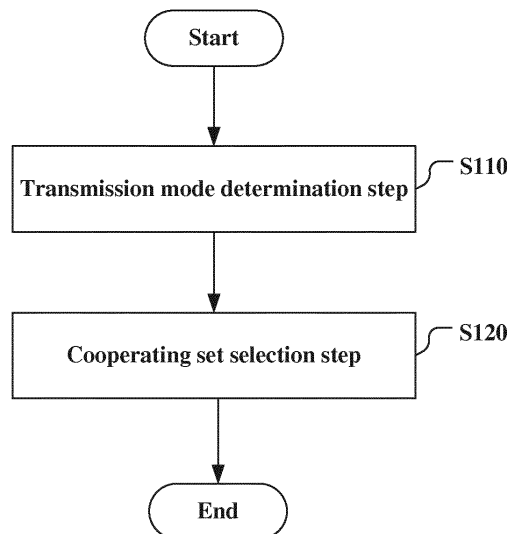 Start
Transmission mode determination step
S110
Cooperating set selection step
S120
End